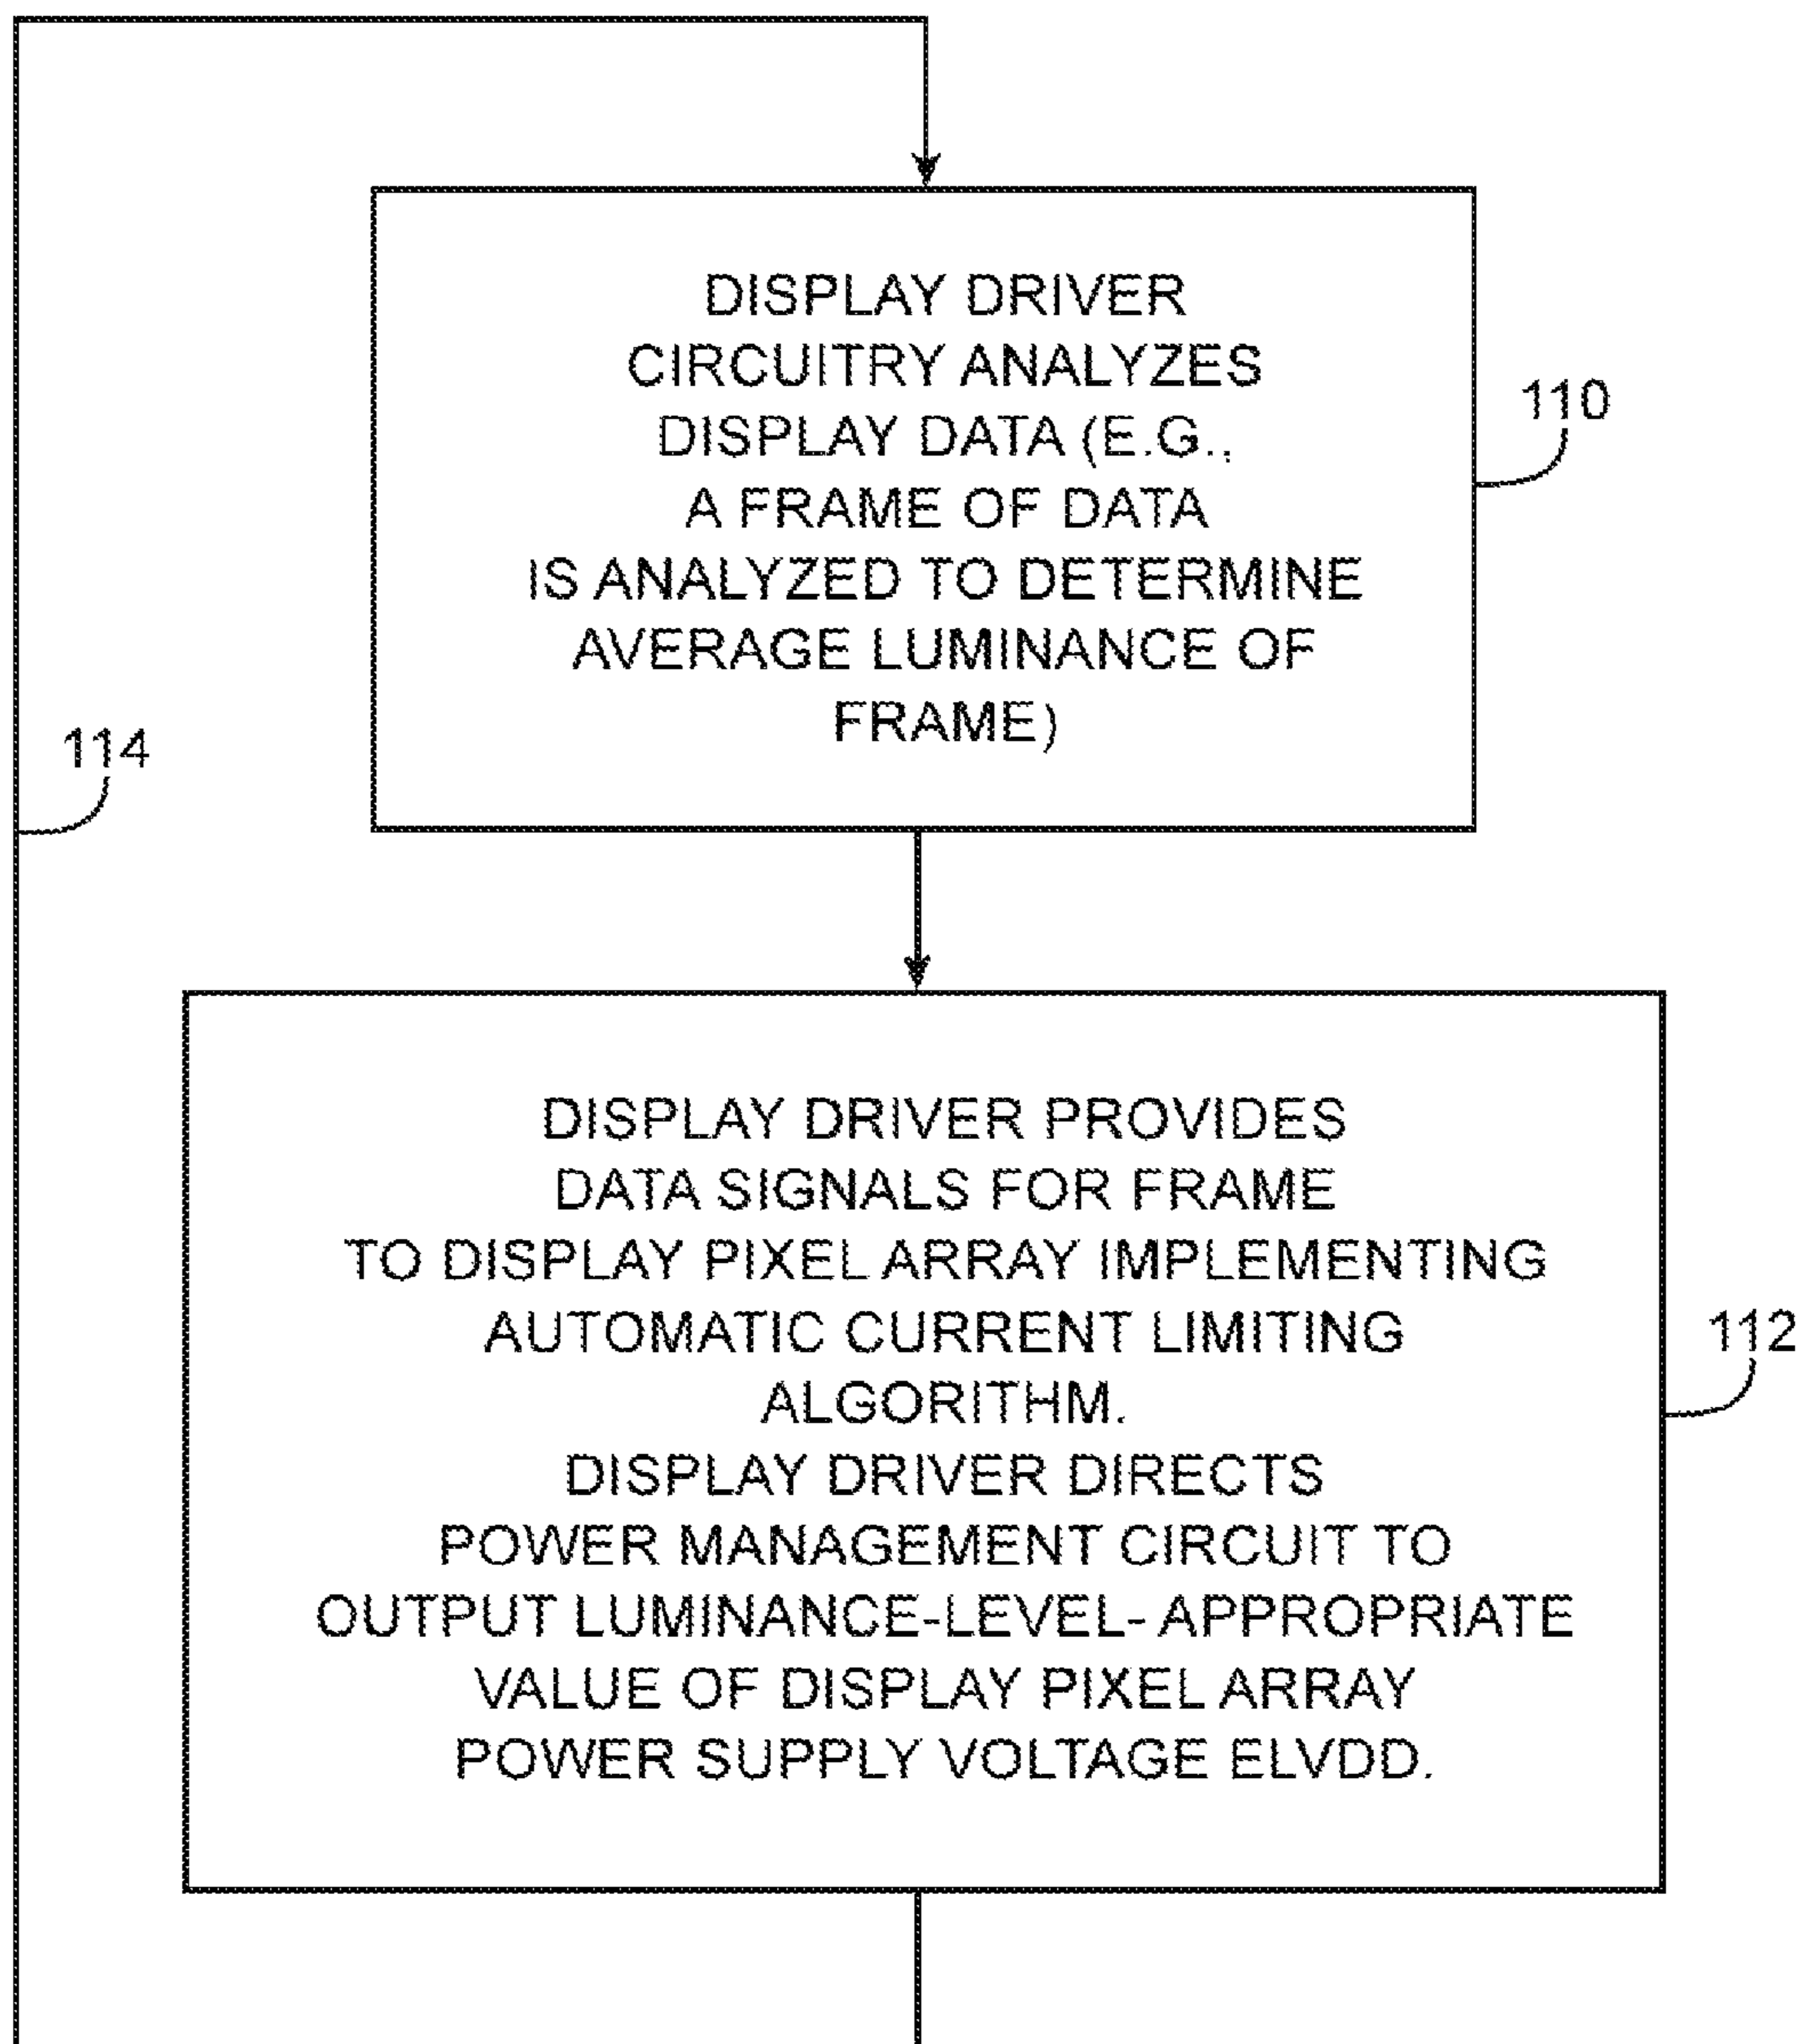 DISPLAY DRIVER
CIRCUITRY ANALYZES
DISPLAY DATA (E.G.,
A FRAME OF DATA
IS ANALYZED TO DETERMINE
AVERAGE LUMINANCE OF
FRAME)
110
114
DISPLAY DRIVER PROVIDES
DATA SIGNALS FOR FRAME
TO DISPLAY PIXEL ARRAY IMPLEMENTING
AUTOMATIC CURRENT LIMITING
ALGORITHM.
DISPLAY DRIVER DIRECTS
POWER MANAGEMENT CIRCUIT TO
OUTPUT LUMINANCE-LEVEL- APPROPRIATE
VALUE OF DISPLAY PIXEL ARRAY
POWER SUPPLY VOLTAGE ELVDD.
112